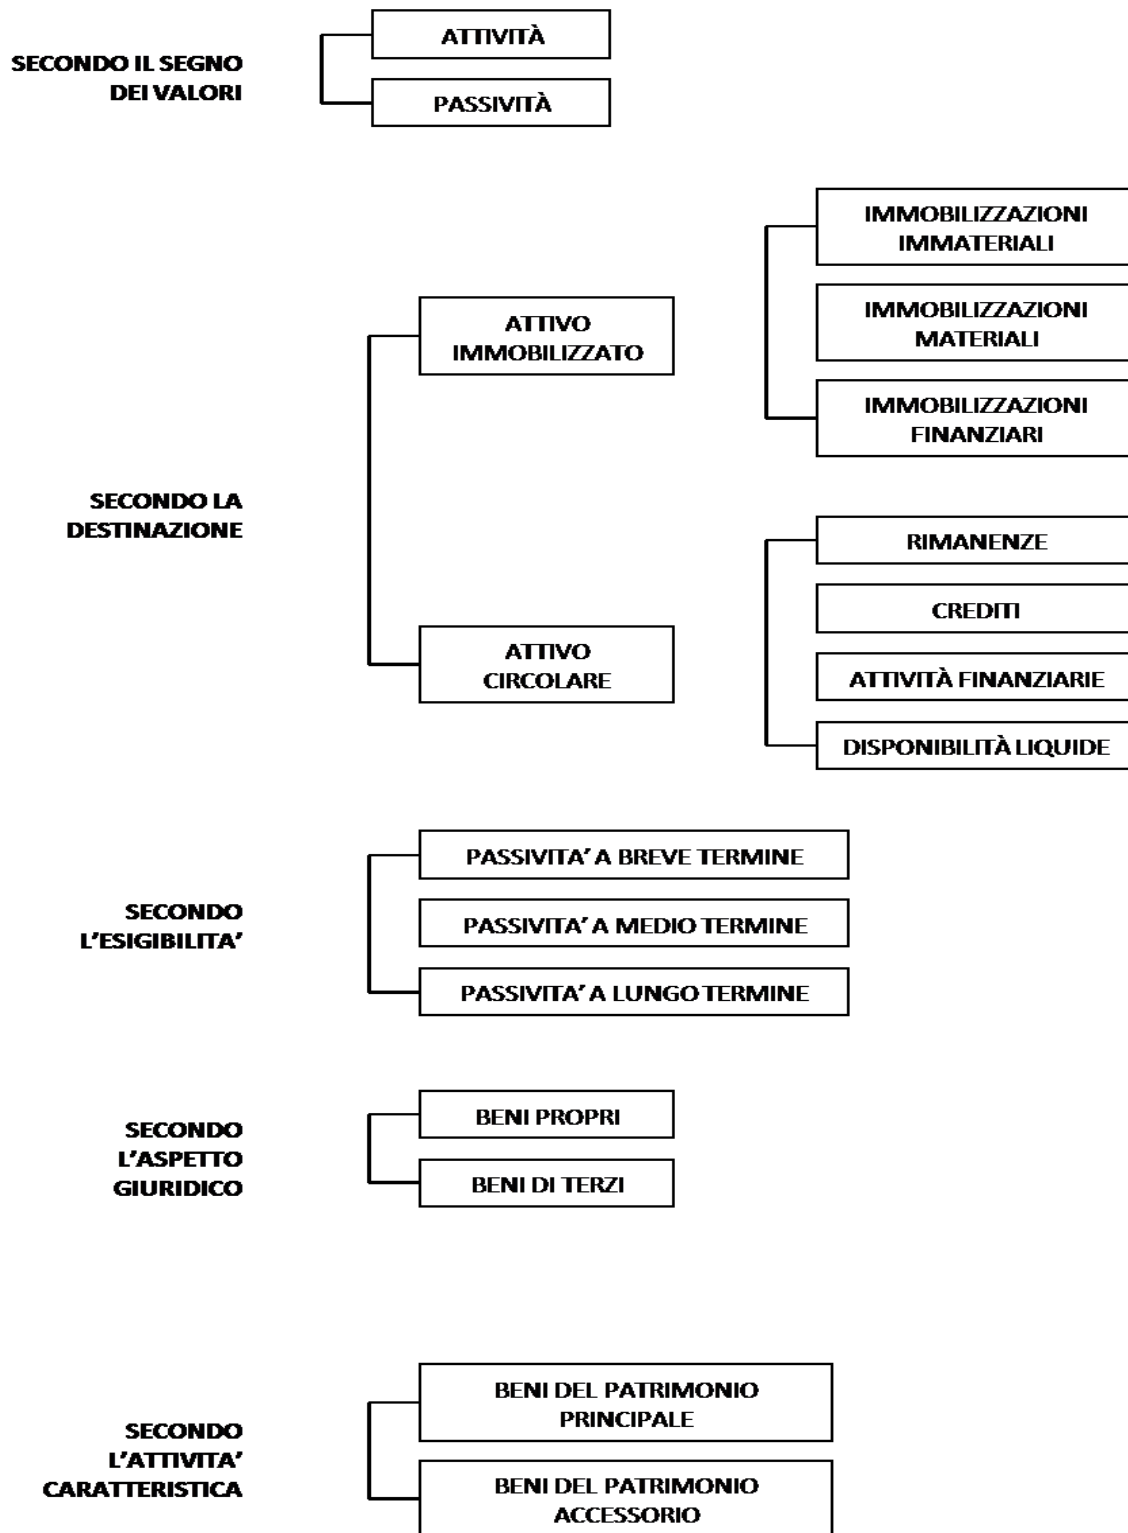 SECONDO IL SEGNO
DEI VALORI
ATTIVITÀ
PASSIVITÀ
SECONDO LA
DESTINAZIONE
ATTIVO
IMMOBILIZZATO
IMMOBILIZZAZIONI
IMMATERIALI
IMMOBILIZZAZIONI
MATERIALI
IMMOBILIZZAZIONI
FINANZIARI
ATTIVO
CIRCOLARE
RIMANENZE
CREDITI
ATTIVITÀ FINANZIARIE
DISPONIBILITÀ LIQUIDE
SECONDO
L'ESIGIBILITA'
PASSIVITA' A BREVE TERMINE
PASSIVITA' A MEDIO TERMINE
PASSIVITA' A LUNGO TERMINE
SECONDO
L'ASPETTO
GIURIDICO
BENI PROPRI
BENI DI TERZI
SECONDO
L'ATTIVITA'
CARATTERISTICA
BENI DEL PATRIMONIO
PRINCIPALE
BENI DEL PATRIMONIO
ACCESSORIO